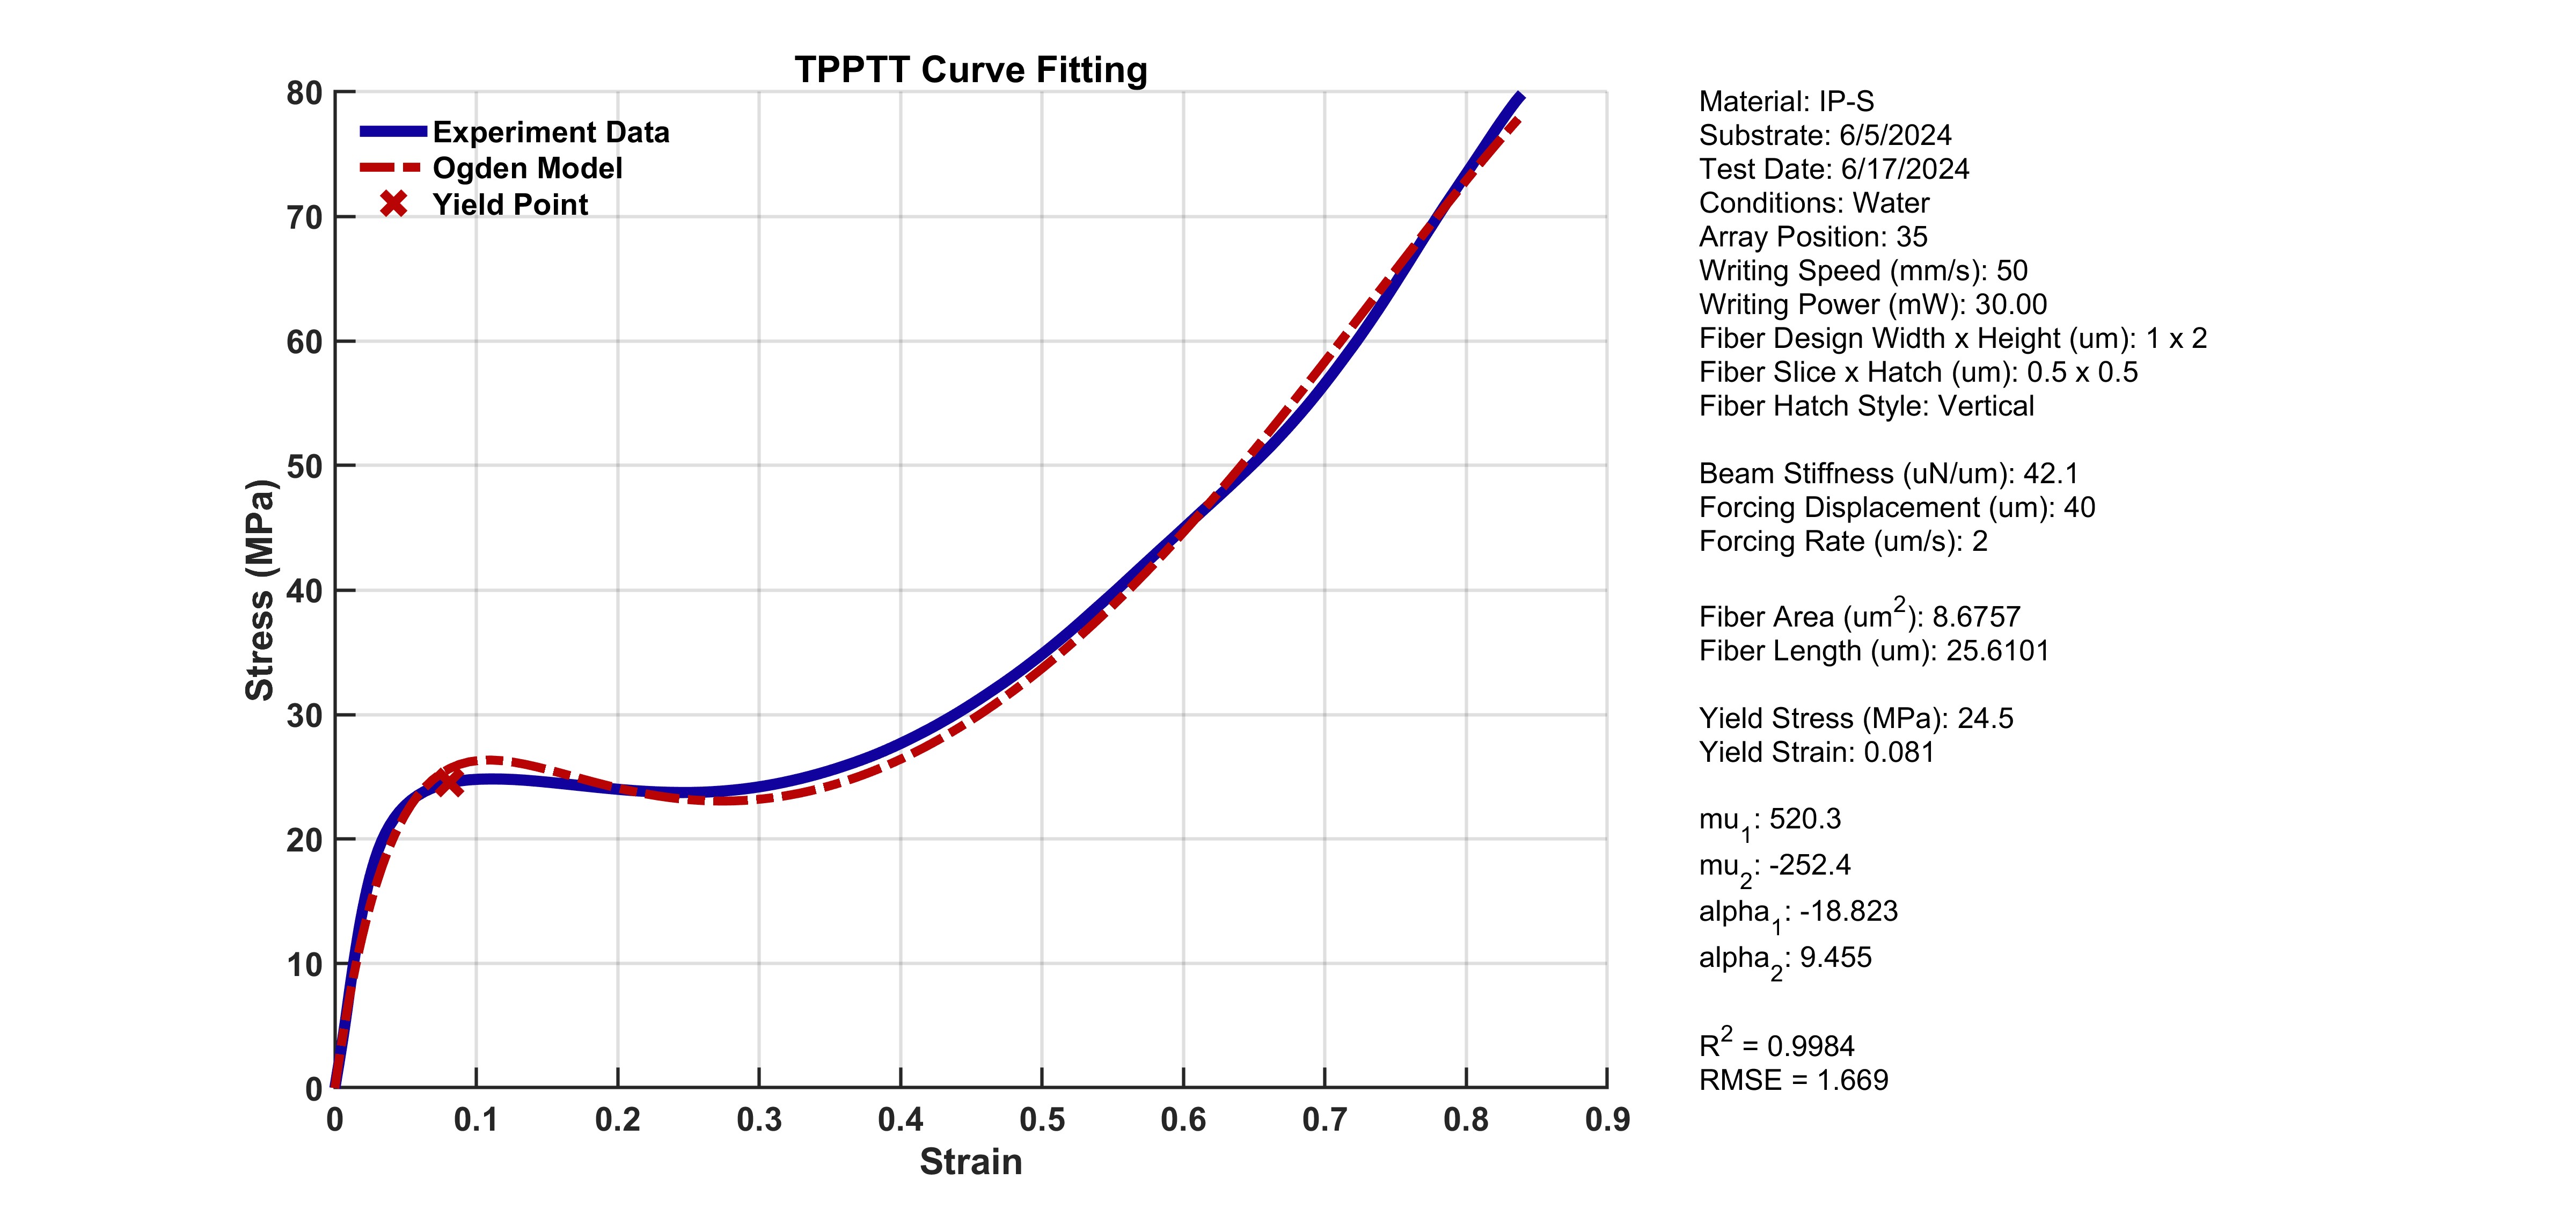 TPPTT Curve Fitting
80
70
60
50
40
30
20
10
0
Stress (MPa)
Experiment Data
Ogden Model
Yield Point
0 0.1 0.2 0.3 0.4 0.5 0.6 0.7 0.8 0.9
Strain
Material: IP-S
Substrate: 6/5/2024
Test Date: 6/17/2024
Conditions: Water
Array Position: 35
Writing Speed (mm/s): 50
Writing Power (mW): 30.00
Fiber Design Width x Height (um): 1 x 2
Fiber Slice x Hatch (um): 0.5 x 0.5
Fiber Hatch Style: Vertical
Beam Stiffness (uN/um): 42.1
Forcing Displacement (um): 40
Forcing Rate (um/s): 2
Fiber Area (um²): 8.6757
Fiber Length (um): 25.6101
Yield Stress (MPa): 24.5
Yield Strain: 0.081
mu₁: 520.3
mu₂: -252.4
alpha₁: -18.823
alpha₂: 9.455
R² = 0.9984
RMSE = 1.669